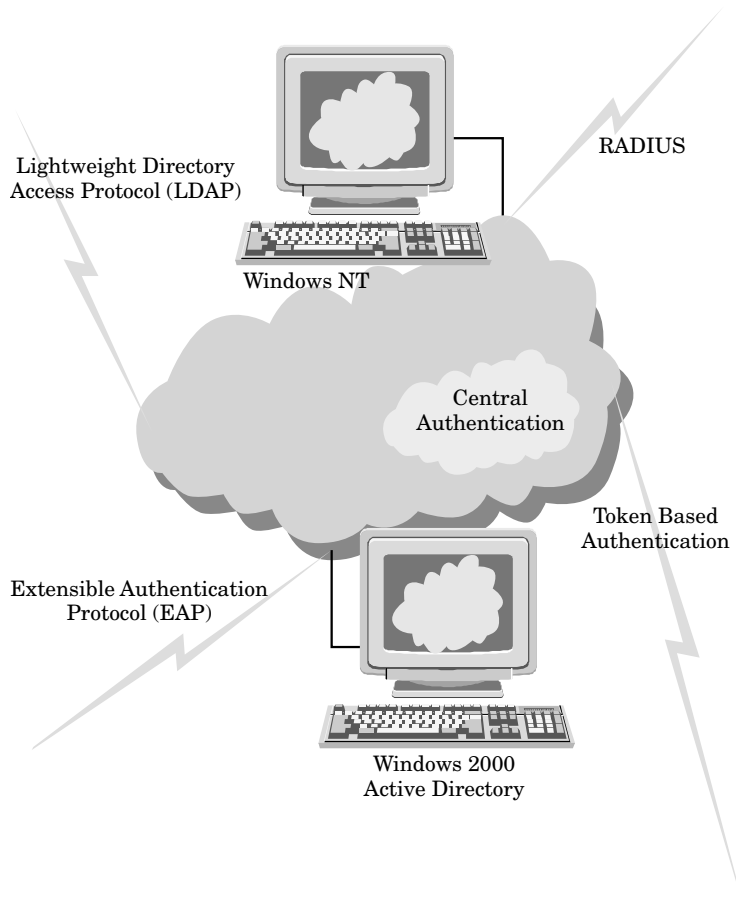 RADIUS
Lightweight Directory
Access Protocol (LDAP)
Windows NT
Central
Authentication
Token Based
Authentication
Extensible Authentication
Protocol (EAP)
Windows 2000
Active Directory